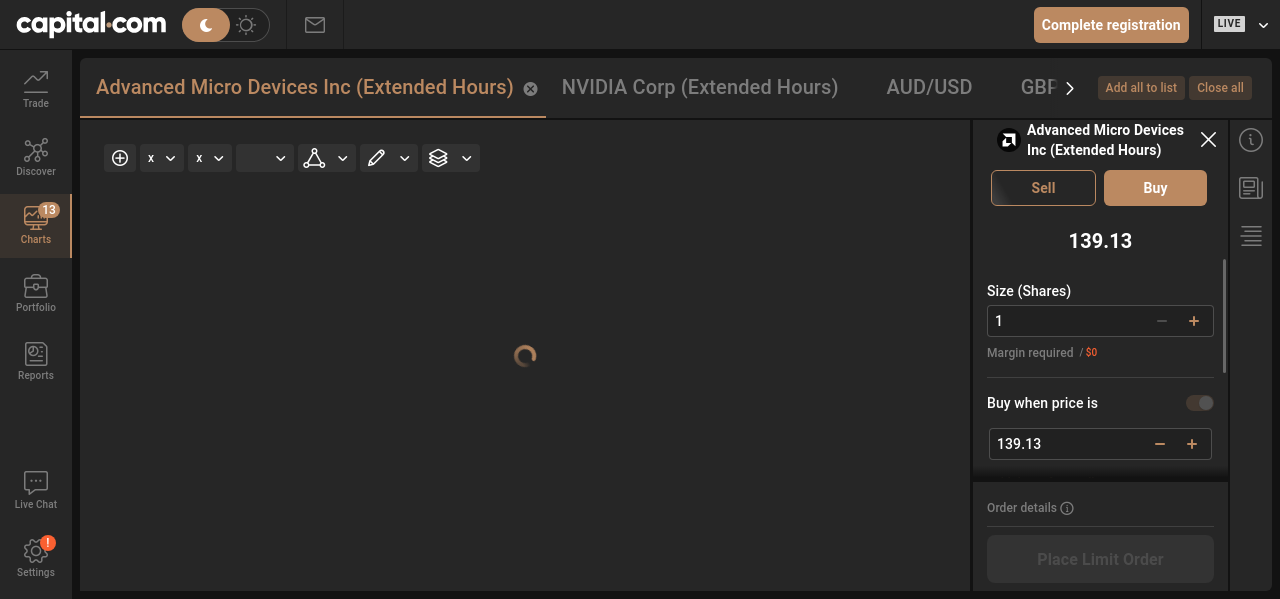 capital.com
Complete registration
LIVE
Trade
Discover
13
Charts
Portfolio
Reports
Live Chat
!
Settings
Advanced Micro Devices Inc (Extended Hours)
NVIDIA Corp (Extended Hours)
AUD/USD
GBP
Add all to list
Close all
x
x
Advanced Micro Devices
Inc (Extended Hours)
Sell
Buy
139.13
Size (Shares)
1
Margin required / $0
Buy when price is
139.13
Order details
Place Limit Order